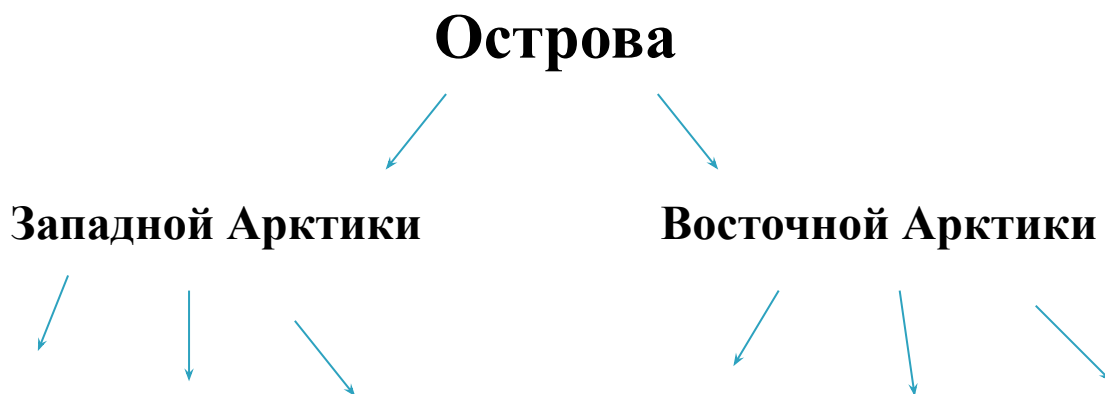 Острова
Западной Арктики
Восточной Арктики